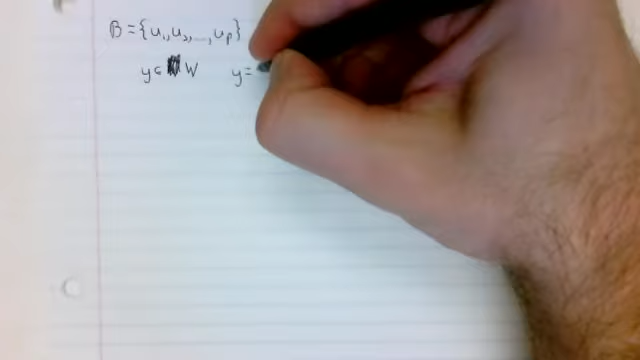 B = {u₁, u₂, ..., uₚ}
y ∈ W y =